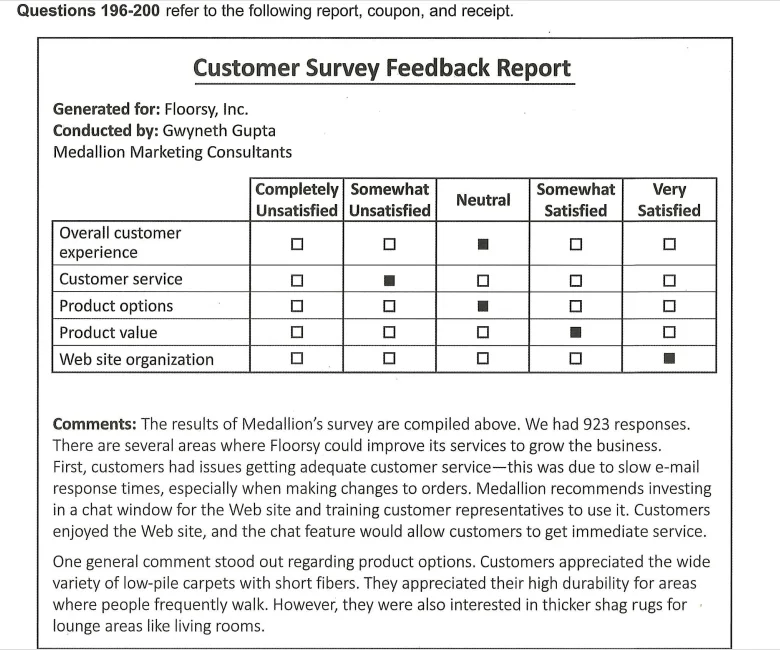 Questions 196-200 refer to the following report, coupon, and receipt.
Customer Survey Feedback Report
Generated for: Floorsy, Inc.
Conducted by: Gwyneth Gupta
Medallion Marketing Consultants
Completely Unsatisfied
Somewhat Unsatisfied
Neutral
Somewhat Satisfied
Very Satisfied
Overall customer
experience
Customer service
Product options
Product value
Web site organization
Comments: The results of Medallion's survey are compiled above. We had 923 responses.
There are several areas where Floorsy could improve its services to grow the business.
First, customers had issues getting adequate customer service—this was due to slow e-mail
response times, especially when making changes to orders. Medallion recommends investing
in a chat window for the Web site and training customer representatives to use it. Customers
enjoyed the Web site, and the chat feature would allow customers to get immediate service.
One general comment stood out regarding product options. Customers appreciated the wide
variety of low-pile carpets with short fibers. They appreciated their high durability for areas
where people frequently walk. However, they were also interested in thicker shag rugs for
lounge areas like living rooms.